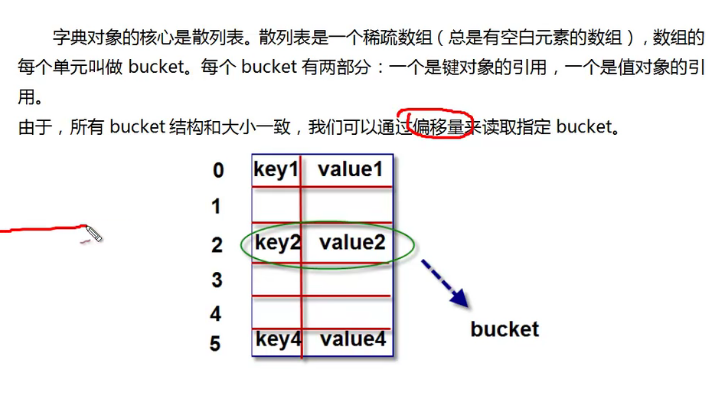 字典对象的核心是散列表。散列表是一个稀疏数组（总是有空白元素的数组），数组的
每个单元叫做 bucket。每个 bucket 有两部分：一个是键对象的引用，一个是值对象的引
用。
由于，所有 bucket 结构和大小一致，我们可以通过偏移量来读取指定 bucket。
0 key1 value1
1
2 key2 value2
3
4
5 key4 value4
bucket